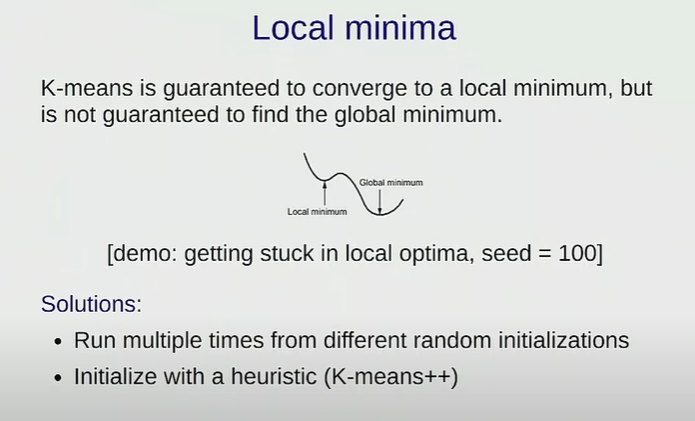 Local minima
K-means is guaranteed to converge to a local minimum, but
is not guaranteed to find the global minimum.
Global minimum
Local minimum
[demo: getting stuck in local optima, seed = 100]
Solutions:
• Run multiple times from different random initializations
• Initialize with a heuristic (K-means++)